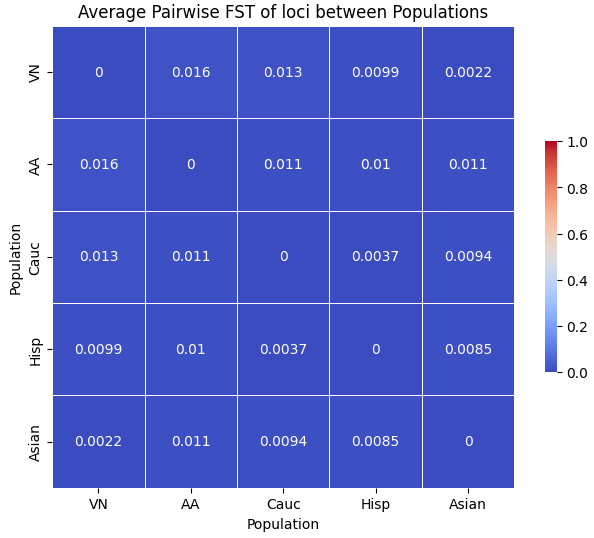 Average Pairwise FST of loci between Populations
VN 0 0.016 0.013 0.0099 0.0022
AA 0.016 0 0.011 0.01 0.011
Cauc 0.013 0.011 0 0.0037 0.0094
Hisp 0.0099 0.01 0.0037 0 0.0085
Asian 0.0022 0.011 0.0094 0.0085 0
VN AA Cauc Hisp Asian
Population
Population
1.0
0.8
0.6
0.4
0.2
0.0